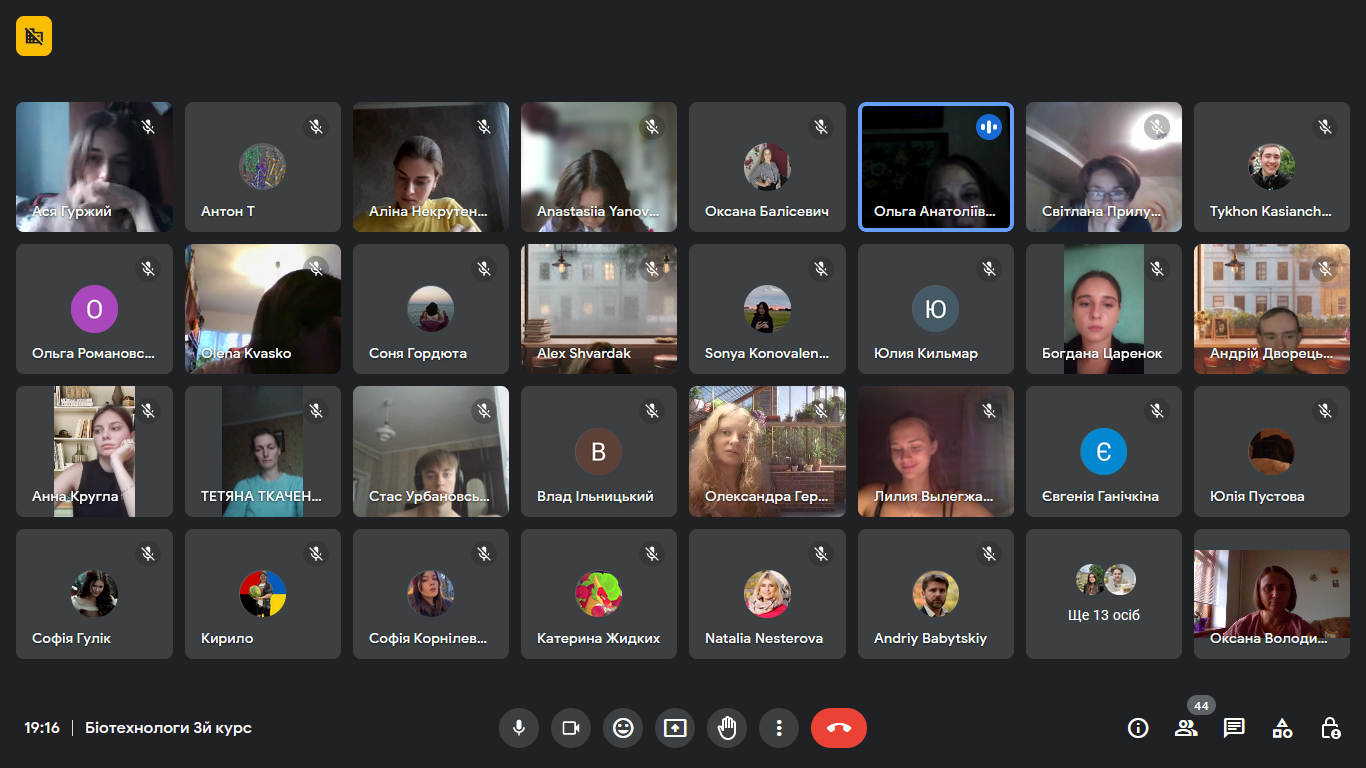 Ася Гуржий
Антон Т
Аліна Некрутен...
Anastasiia Yanov...
Оксана Балісевич
Ольга Анатоліїв...
Світлана Прилу...
Tykhon Kasianch...
О
Ольга Романовс...
Olena Kvasko
Соня Гордюта
Alex Shvardak
Sonya Konovalen...
Ю
Юлия Кильмар
Богдана Царенок
Андрій Дворець...
Анна Кругла
ТЕТЯНА ТКАЧЕН...
Стас Урбановсь...
В
Влад Ільницький
Олександра Гер...
Лилия Вылегжа...
Є
Євгенія Ганічкіна
Юлія Пустова
Софія Гулік
Кирило
Софія Корнілев...
Катерина Жидких
Natalia Nesterova
Andriy Babytskiy
Ще 13 осіб
Оксана Володи...
19:16 | Біотехнологи 3й курс
44